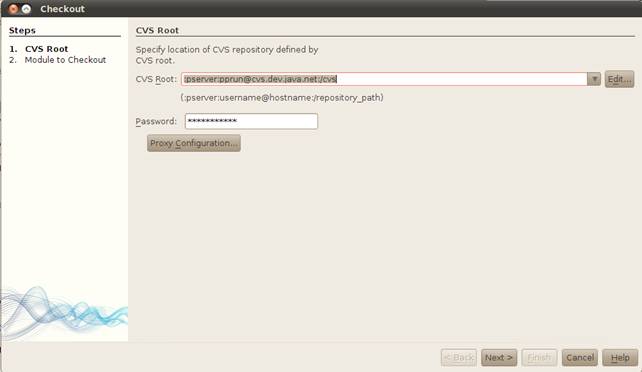 Checkout
Steps
1. CVS Root
2. Module to Checkout
CVS Root
Specify location of CVS repository defined by
CVS root.
CVS Root: :pserver:pprun@cvs.dev.java.net:/cvs Edit...
(:pserver:username@hostname:/repository_path)
Password: ***********
Proxy Configuration...
< Back Next > Finish Cancel Help